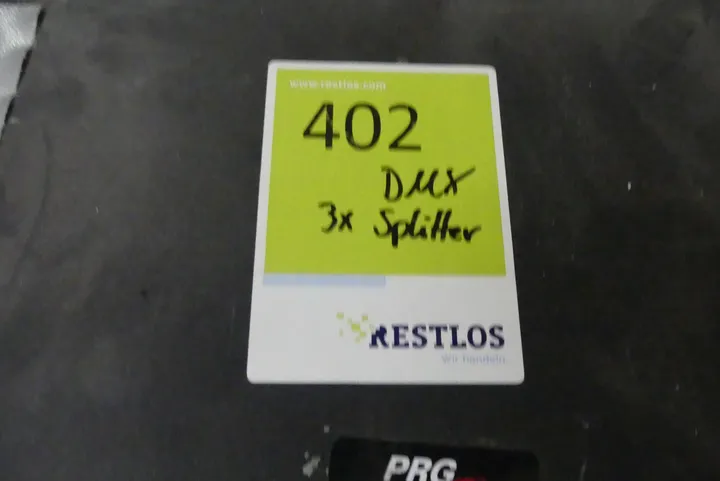 www.restlos.com
402
DMX
3x Splitter
RESTLOS
Wir handeln.
PRG